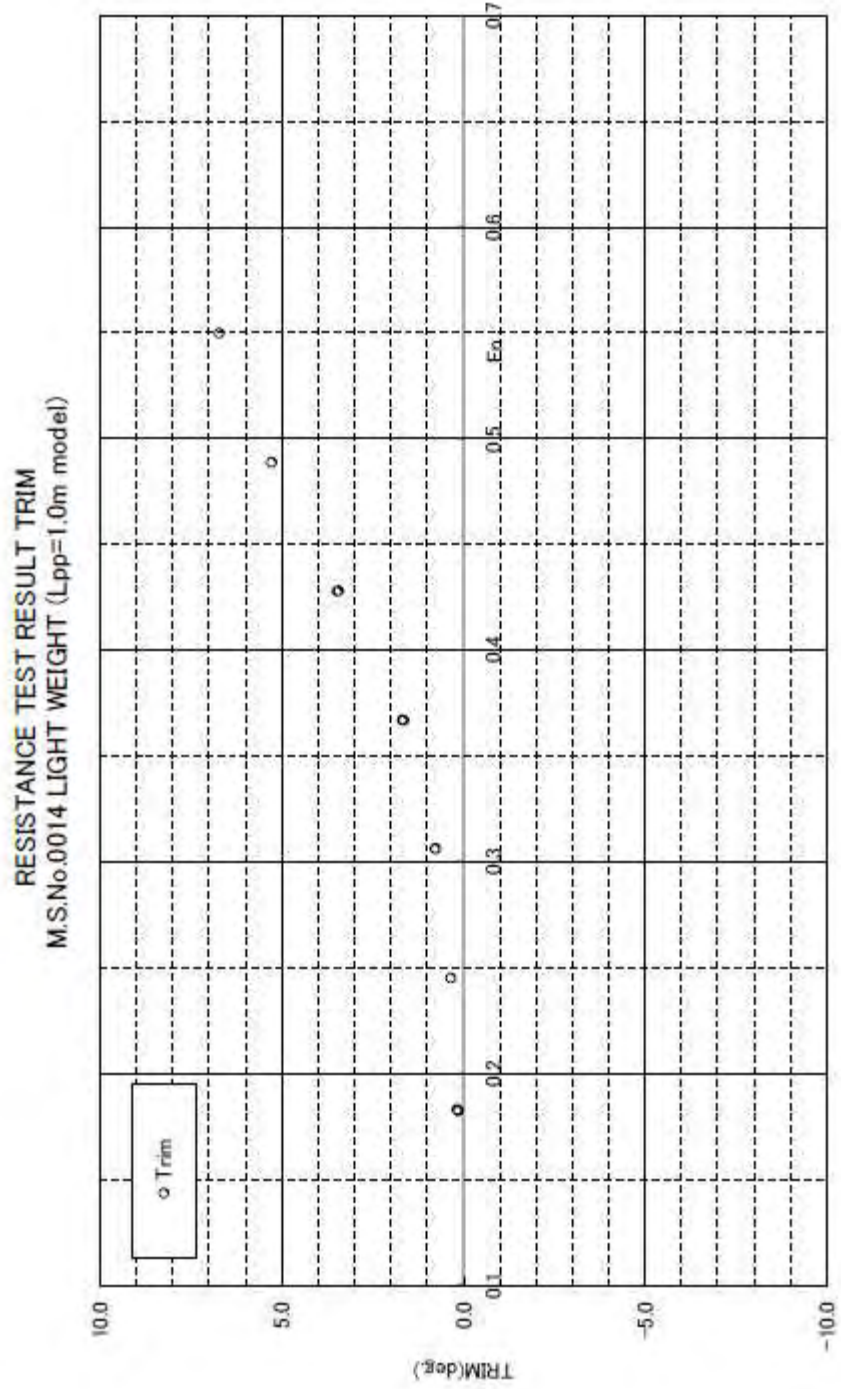 RESISTANCE TEST RESULT TRIM
M.S.No.0014 LIGHT WEIGHT (Lpp=1.0m model)
Trim
10.0
5.0
0.0
-5.0
-10.0
TRIM(deg.)
0.1
0.2
0.3
0.4
0.5
Fn
0.6
0.7